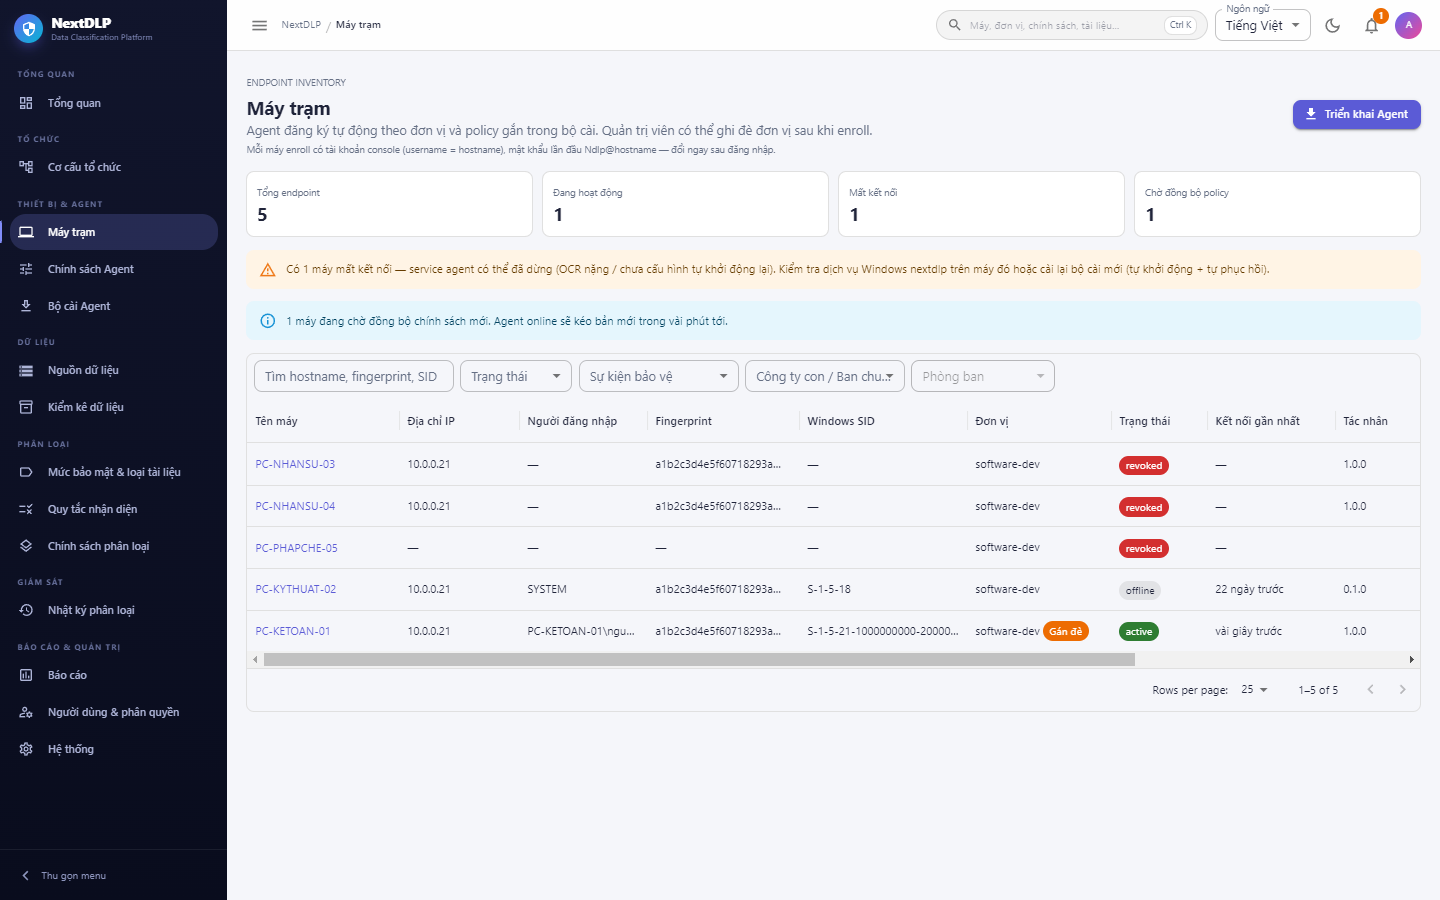 NextDLP
Data Classification Platform
TỔNG QUAN
Tổng quan
TỔ CHỨC
Cơ cấu tổ chức
THIẾT BỊ & AGENT
Máy trạm
Chính sách Agent
Bộ cài Agent
DỮ LIỆU
Nguồn dữ liệu
Kiểm kê dữ liệu
PHÂN LOẠI
Mức bảo mật & loại tài liệu
Quy tắc nhận diện
Chính sách phân loại
GIÁM SÁT
Nhật ký phân loại
BÁO CÁO & QUẢN TRỊ
Báo cáo
Người dùng & phân quyền
Hệ thống
Thu gọn menu
NextDLP / Máy trạm
Máy, đơn vị, chính sách, tài liệu... Ctrl K
Ngôn ngữ
Tiếng Việt
1
A
ENDPOINT INVENTORY
Máy trạm
Agent đăng ký tự động theo đơn vị và policy gắn trong bộ cài. Quản trị viên có thể ghi đè đơn vị sau khi enroll.
Mỗi máy enroll có tài khoản console (username = hostname), mật khẩu lần đầu Ndlp@hostname — đổi ngay sau đăng nhập.
Triển khai Agent
Tổng endpoint
5
Đang hoạt động
1
Mất kết nối
1
Chờ đồng bộ policy
1
Có 1 máy mất kết nối — service agent có thể đã dừng (OCR nặng / chưa cấu hình tự khởi động lại). Kiểm tra dịch vụ Windows nextdlp trên máy đó hoặc cài lại bộ cài mới (tự khởi động + tự phục hồi).
1 máy đang chờ đồng bộ chính sách mới. Agent online sẽ kéo bản mới trong vài phút tới.
Tìm hostname, fingerprint, SID Trạng thái Sự kiện bảo vệ Công ty con / Ban chu... Phòng ban
Tên máy Địa chỉ IP Người đăng nhập Fingerprint Windows SID Đơn vị Trạng thái Kết nối gần nhất Tác nhân
PC-NHANSU-03 10.0.0.21 — a1b2c3d4e5f60718293a... — software-dev revoked — 1.0.0
PC-NHANSU-04 10.0.0.21 — a1b2c3d4e5f60718293a... — software-dev revoked — 1.0.0
PC-PHAPCHE-05 — — — — software-dev revoked —
PC-KYTHUAT-02 10.0.0.21 SYSTEM a1b2c3d4e5f60718293a... S-1-5-18 software-dev offline 22 ngày trước 0.1.0
PC-KETOAN-01 10.0.0.21 PC-KETOAN-01\ngu... a1b2c3d4e5f60718293a... S-1-5-21-1000000000-20000... software-dev Gán đè active vài giây trước 1.0.0
Rows per page: 25 1–5 of 5